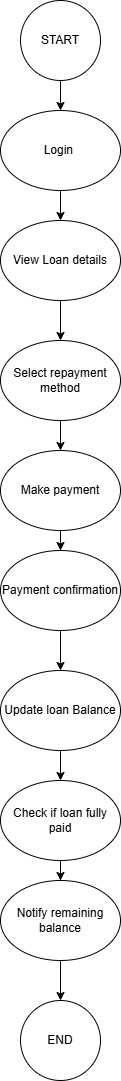 START
Login
View Loan details
Select repayment
method
Make payment
Payment confirmation
Update loan Balance
Check if loan fully
paid
Notify remaining
balance
END